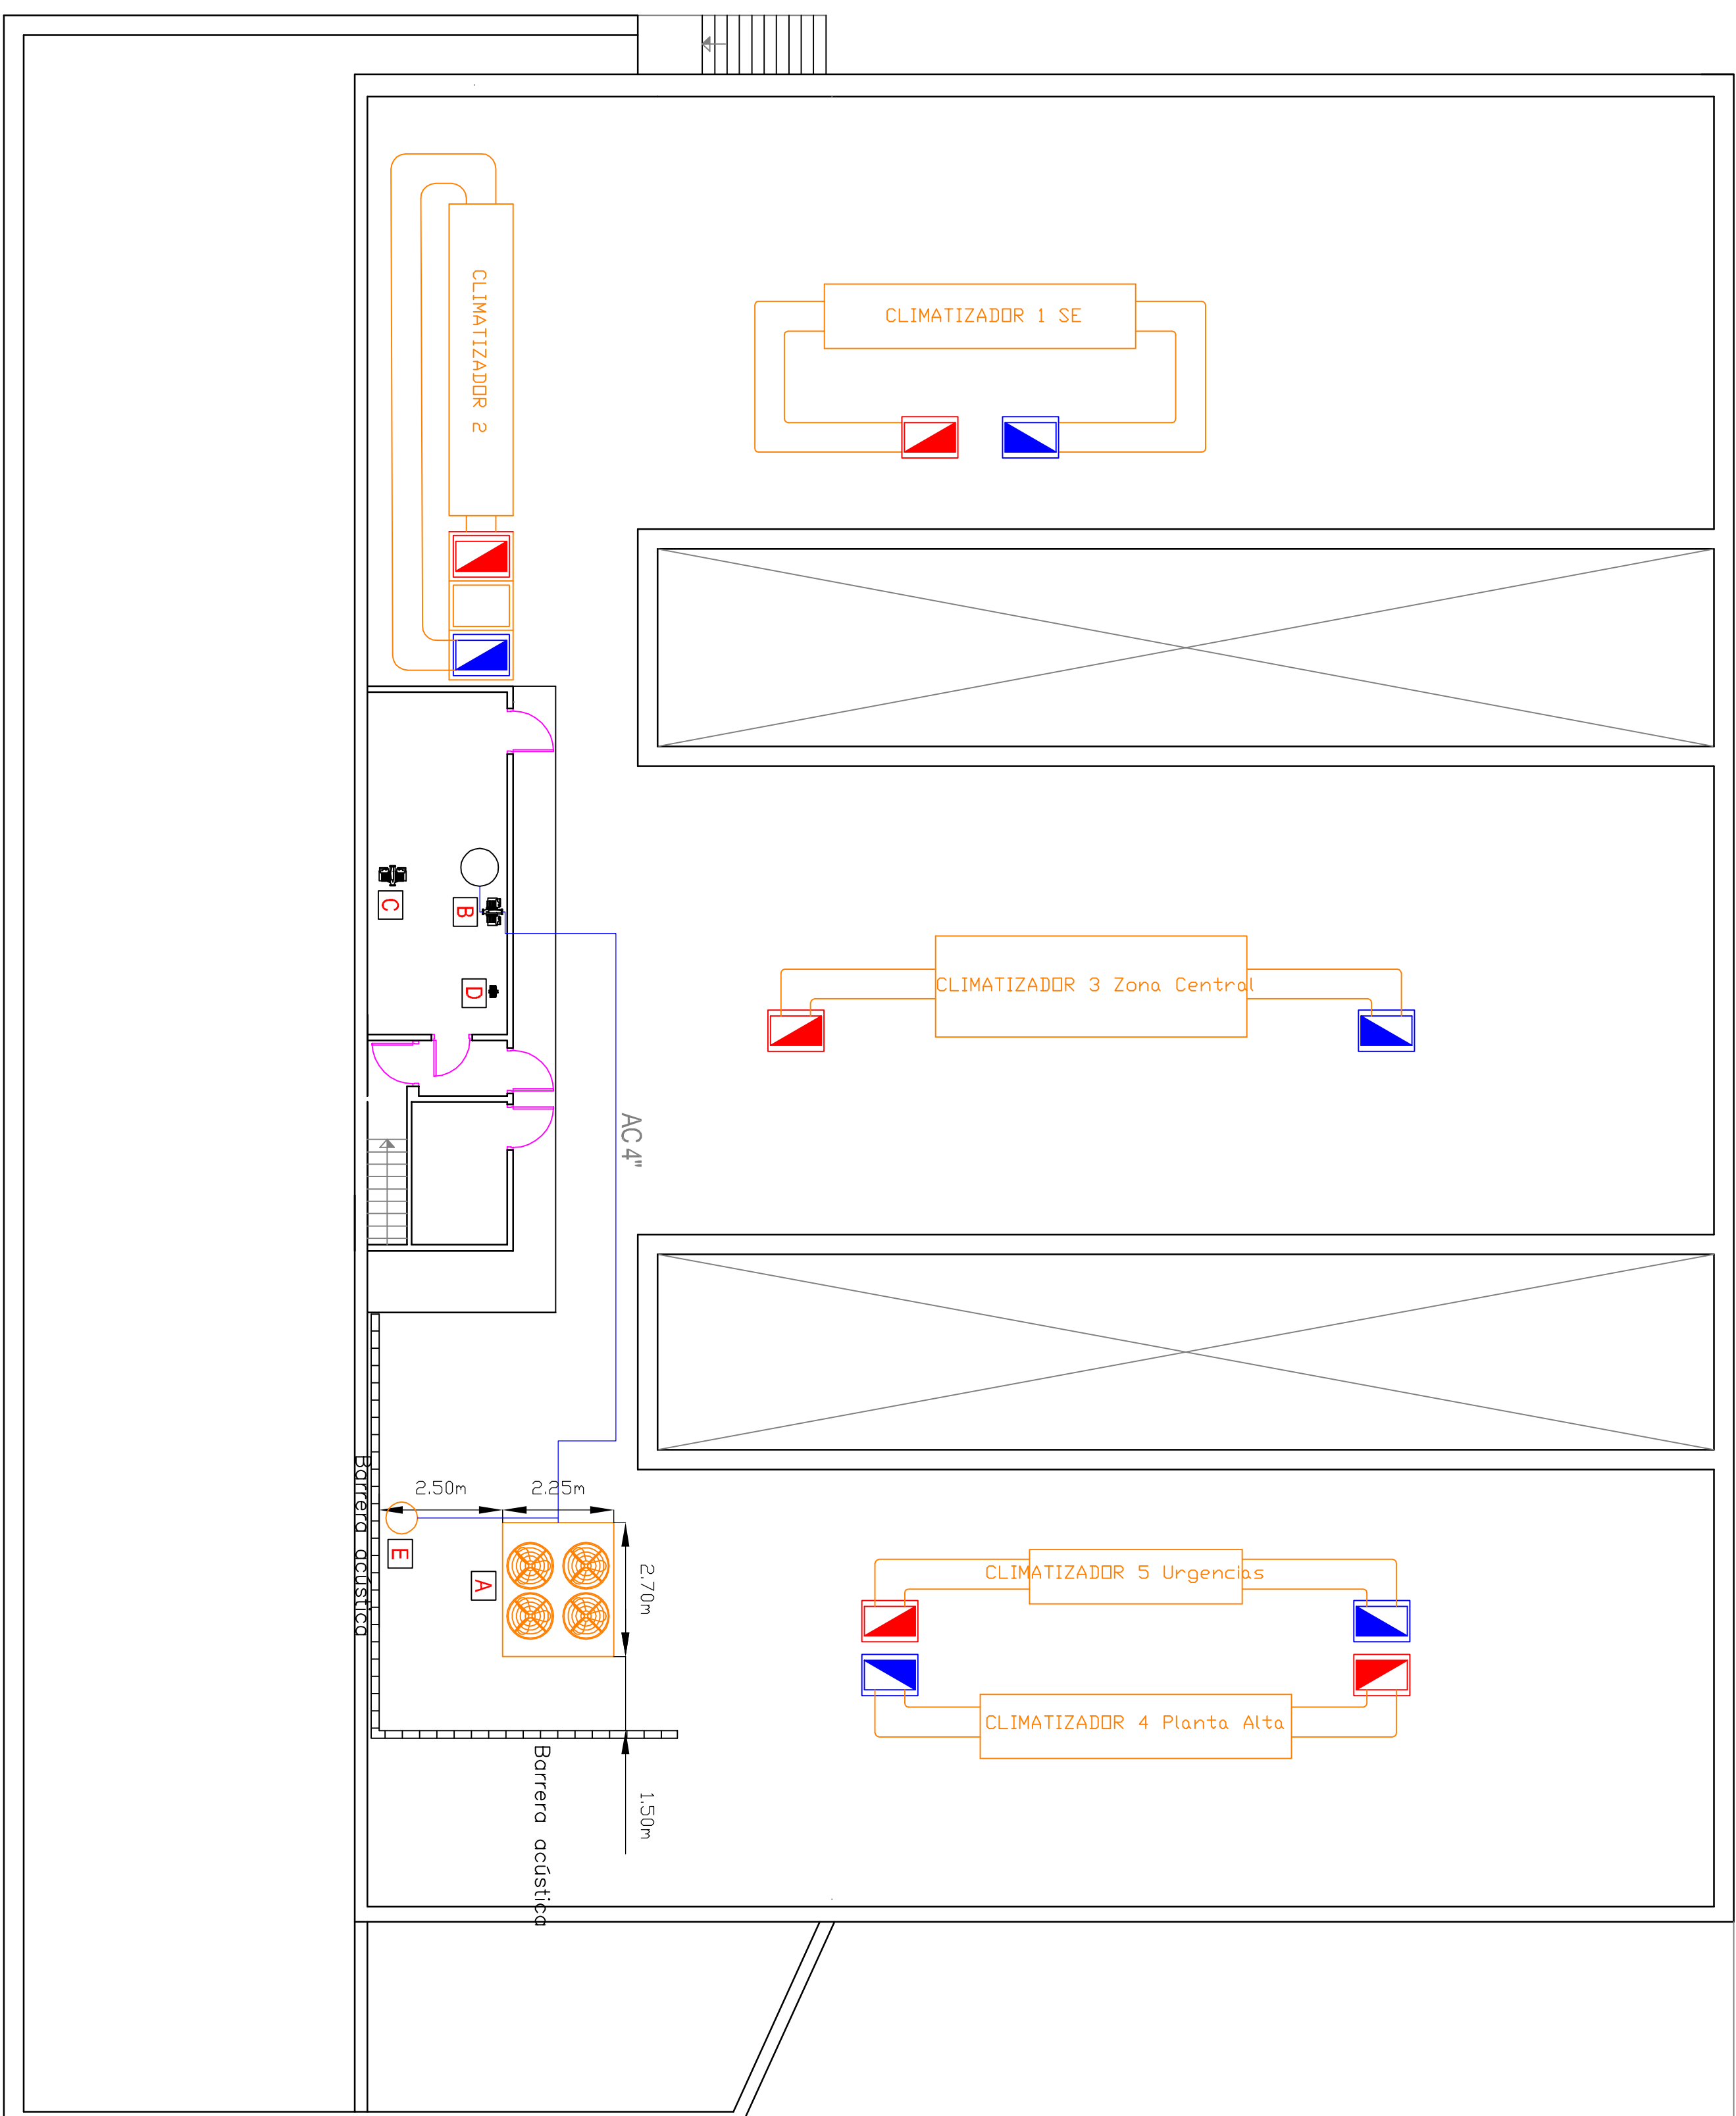 CLIMATIZADOR 2
CLIMATIZADOR 1 SE
C
B
D
CLIMATIZADOR 3 Zona Central
AC 4"
Barrera acústica
2.50m
2.25m
E
A
2.70m
CLIMATIZADOR 5 Urgencias
CLIMATIZADOR 4 Planta Alta
Barrera acústica
1.50m